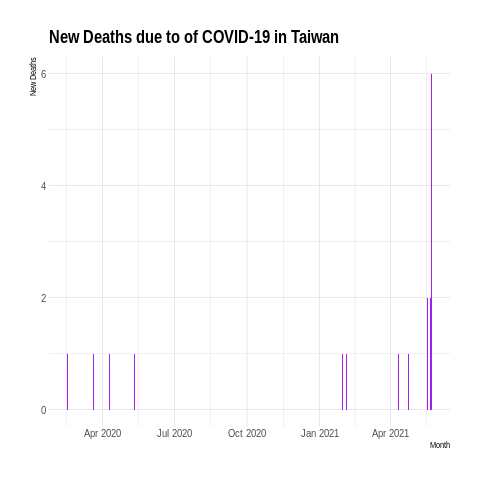 New Deaths due to of COVID-19 in Taiwan
New Deaths
6
4
2
0
Apr 2020 Jul 2020 Oct 2020 Jan 2021 Apr 2021
Month